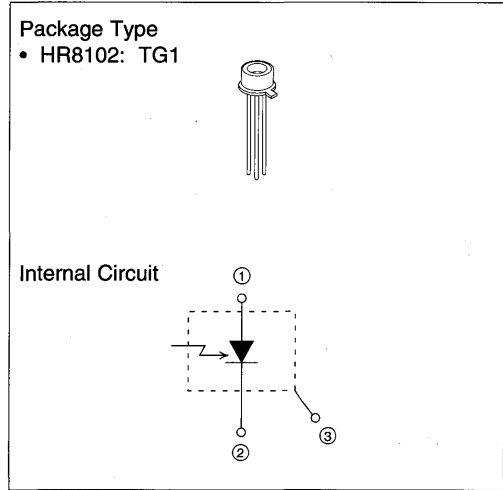 Package Type
• HR8102: TG1
Internal Circuit
①
②
③